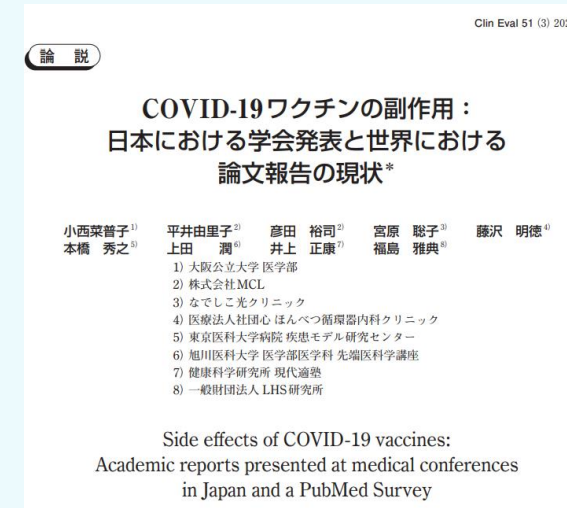 Clin Eval 51 (3) 202
論 説
COVID-19ワクチンの副作用：
日本における学会発表と世界における
論文報告の現状*
小西菜普子1) 平井由里子2) 彦田 裕司2) 宮原 聡子3) 藤沢 明徳4)
本橋 秀之5) 上田 潤6) 井上 正康7) 福島 雅典8)
1) 大阪公立大学 医学部
2) 株式会社MCL
3) なでしこ光クリニック
4) 医療法人社団心 ほんべつ循環器内科クリニック
5) 東京医科大学病院 疾患モデル研究センター
6) 旭川医科大学 医学部医学科 先端医科学講座
7) 健康科学研究所 現代適塾
8) 一般財団法人 LHS研究所
Side effects of COVID-19 vaccines:
Academic reports presented at medical conferences
in Japan and a PubMed Survey